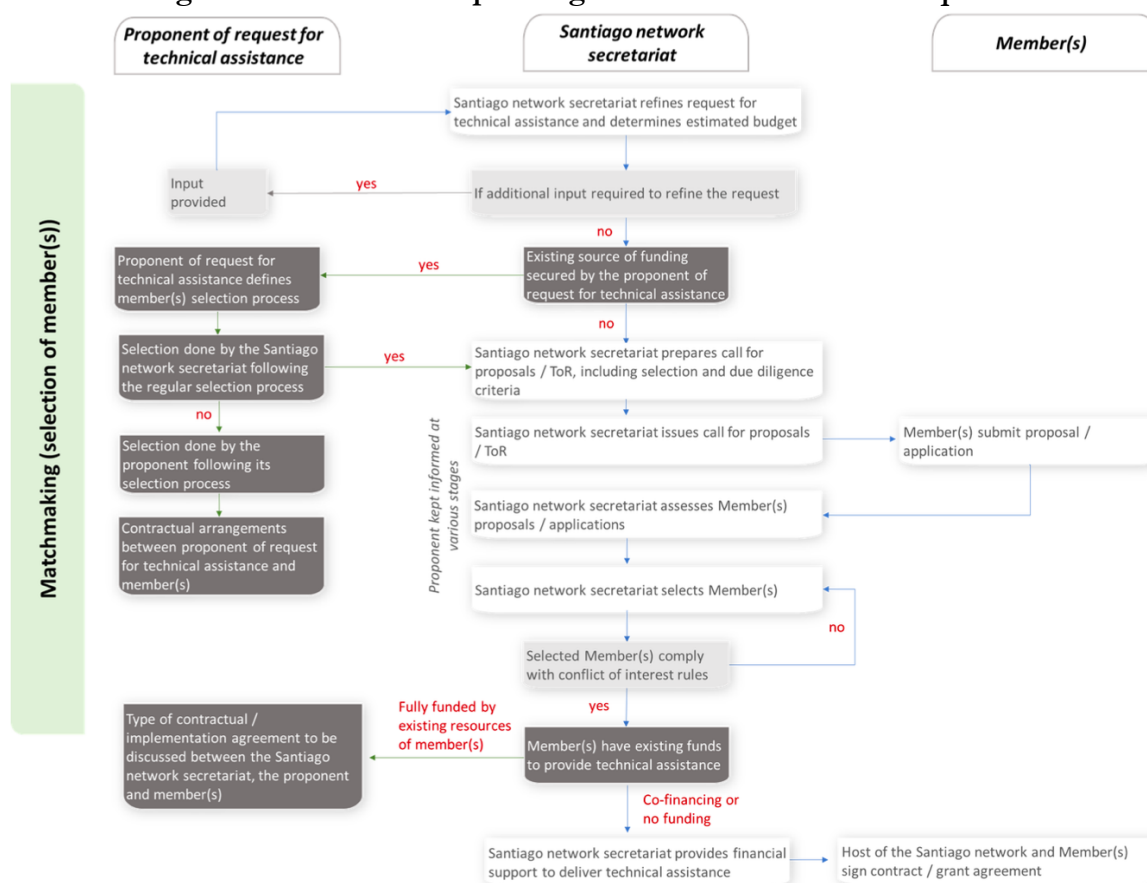 Proponent of request for
technical assistance
Santiago network
secretariat
Member(s)
Matchmaking (selection of member(s))
Santiago network secretariat refines request for
technical assistance and determines estimated budget
Input
provided
yes
If additional input required to refine the request
no
Proponent of request for
technical assistance defines
member(s) selection process
yes
Existing source of funding
secured by the proponent of
request for technical assistance
no
Selection done by the Santiago
network secretariat following
the regular selection process
yes
Santiago network secretariat prepares call for
proposals / ToR, including selection and due diligence
criteria
no
Selection done by the
proponent following its
selection process
Proponent kept informed at
various stages
Santiago network secretariat issues call for proposals
/ ToR
Member(s) submit proposal /
application
Contractual arrangements
between proponent of request
for technical assistance and
member(s)
Santiago network secretariat assesses Member(s)
proposals / applications
Santiago network secretariat selects Member(s)
no
Selected Member(s) comply
with conflict of interest rules
yes
Type of contractual /
implementation agreement to be
discussed between the Santiago
network secretariat, the proponent
and member(s)
Fully funded by
existing resources
of member(s)
Member(s) have existing funds
to provide technical assistance
Co-financing or
no funding
Santiago network secretariat provides financial
support to deliver technical assistance
Host of the Santiago network and Member(s)
sign contract / grant agreement